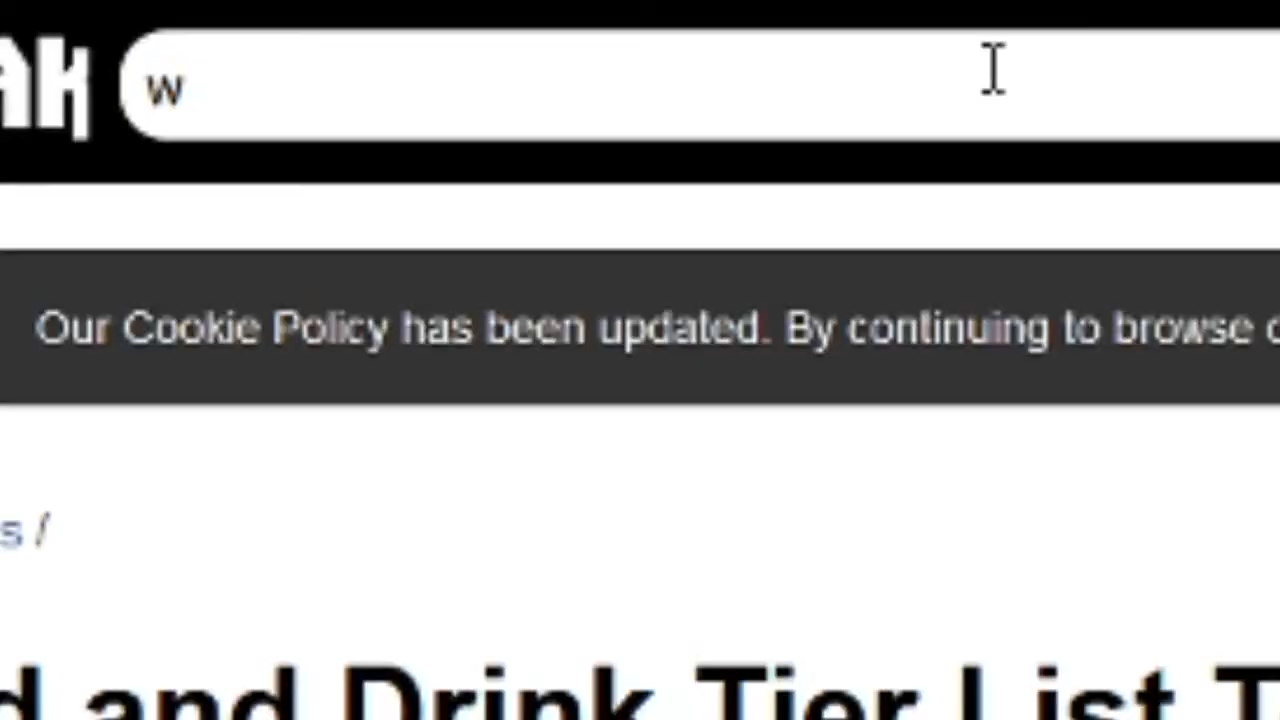 w
Our Cookie Policy has been updated. By continuing to browse
s /
d and Drink Tier List T